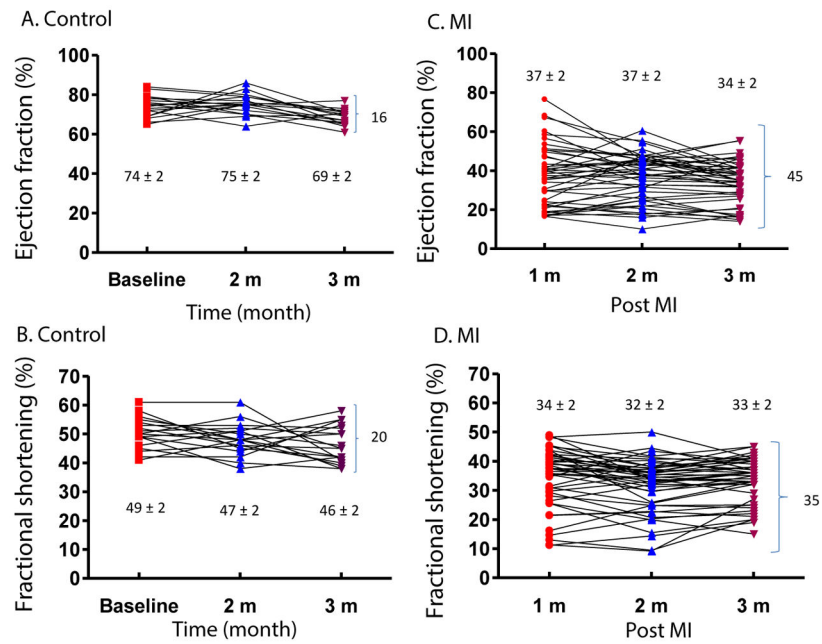 A. Control
Ejection fraction (%)
100
80
60
40
20
0
16
74 ± 2
75 ± 2
69 ± 2
Baseline
2 m
3 m
Time (month)
C. MI
Ejection fraction (%)
100
80
60
40
20
0
37 ± 2
37 ± 2
34 ± 2
45
1 m
2 m
3 m
Post MI
B. Control
Fractional shortening (%)
70
60
50
40
30
20
10
0
20
49 ± 2
47 ± 2
46 ± 2
Baseline
2 m
3 m
Time (month)
D. MI
Fractional shortening (%)
70
60
50
40
30
20
10
0
34 ± 2
32 ± 2
33 ± 2
35
1 m
2 m
3 m
Post MI